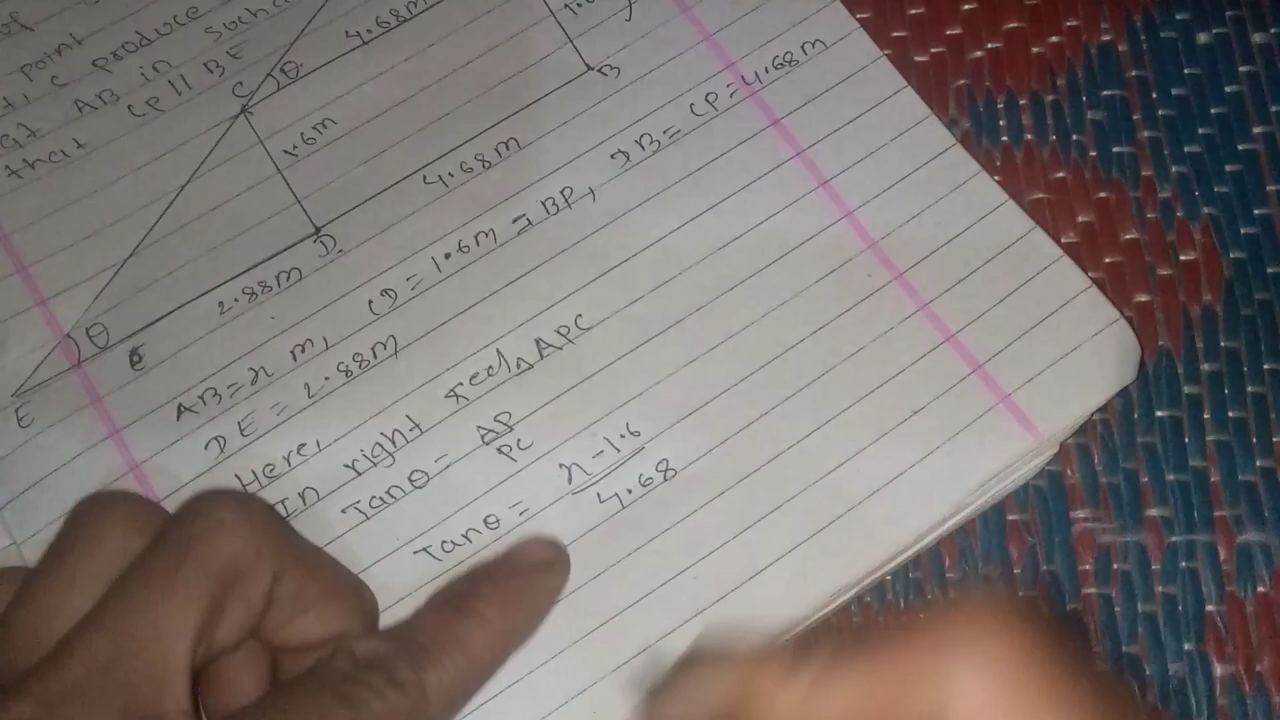 of
point
t, C produce
at AB in such
that CP || BE
4.68m
C
θ
B
1.6m
4.68m
D
2.88m
θ
E
AB = x m, CD = 1.6m = BP, DB = CP = 4.68m
DE = 2.88m
Here,
In right ∆ APC
Tanθ = AP/PC
Tanθ = x-1.6/4.68